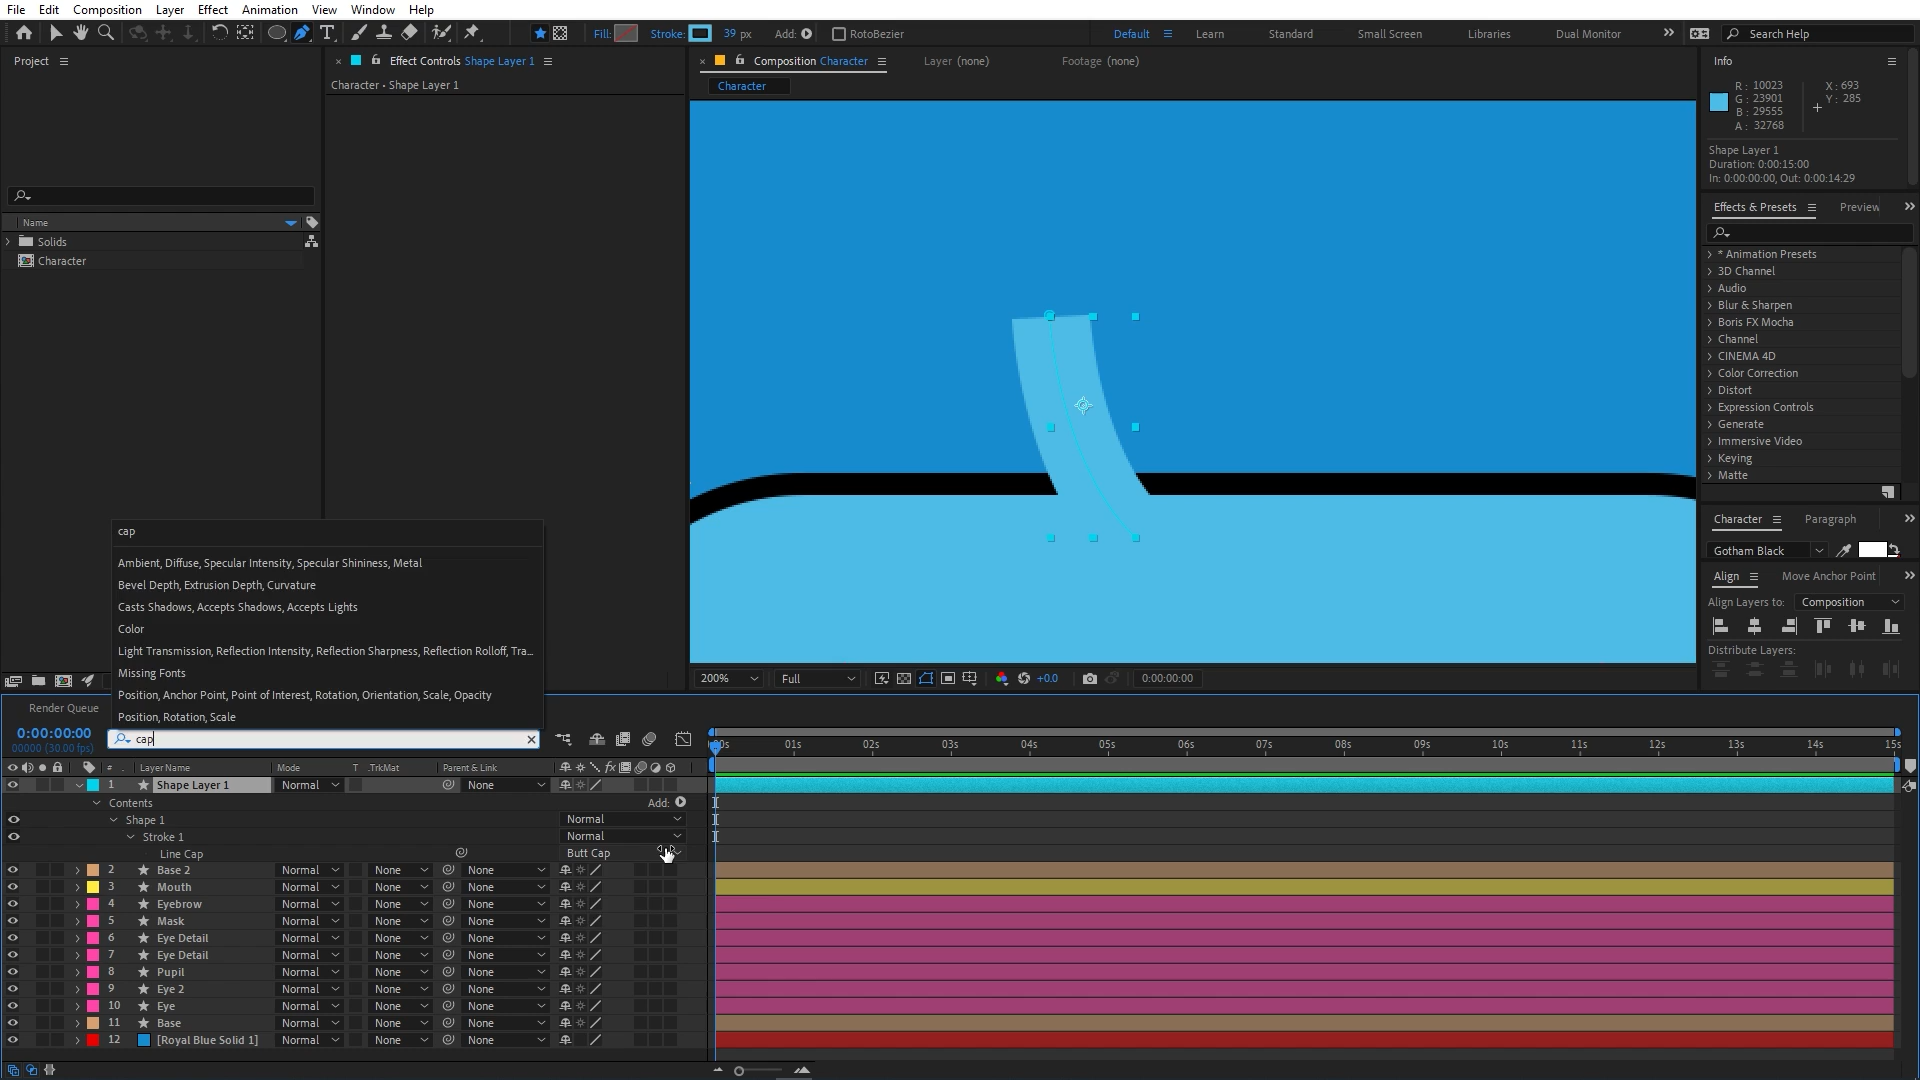 File Edit Composition Layer Effect Animation View Window Help
Fill: Stroke: 39 px Add: RotoBezier Default Learn Standard Small Screen Libraries Dual Monitor Search Help
Project
Effect Controls Shape Layer 1
Character • Shape Layer 1
Name
Solids
Character
Composition Character Layer (none) Footage (none)
Character
200% Full +0.0 0:00:00:00
Info
R: 10023 X: 693
G: 23901 Y: 285
B: 29555
A: 32768
Shape Layer 1
Duration: 0:00:15:00
In: 0:00:00:00, Out: 0:00:14:29
Effects & Presets Preview
* Animation Presets
3D Channel
Audio
Blur & Sharpen
Boris FX Mocha
Channel
CINEMA 4D
Color Correction
Distort
Expression Controls
Generate
Immersive Video
Keying
Matte
Character Paragraph
Gotham Black
Align Move Anchor Point
Align Layers to: Composition
Distribute Layers:
cap
Ambient, Diffuse, Specular Intensity, Specular Shininess, Metal
Bevel Depth, Extrusion Depth, Curvature
Casts Shadows, Accepts Shadows, Accepts Lights
Color
Light Transmission, Reflection Intensity, Reflection Sharpness, Reflection Rolloff, Tra...
Missing Fonts
Position, Anchor Point, Point of Interest, Rotation, Orientation, Scale, Opacity
Position, Rotation, Scale
Render Queue
0:00:00:00
00000 (30.00 fps)
cap
:00s 01s 02s 03s 04s 05s 06s 07s 08s 09s 10s 11s 12s 13s 14s 15s
# Layer Name Mode T .TrkMat Parent & Link
1 Shape Layer 1 Normal None
Contents Add:
Shape 1 Normal
Stroke 1 Normal
Line Cap Butt Cap
2 Base 2 Normal None None
3 Mouth Normal None None
4 Eyebrow Normal None None
5 Mask Normal None None
6 Eye Detail Normal None None
7 Eye Detail Normal None None
8 Pupil Normal None None
9 Eye 2 Normal None None
10 Eye Normal None None
11 Base Normal None None
12 [Royal Blue Solid 1] Normal None None